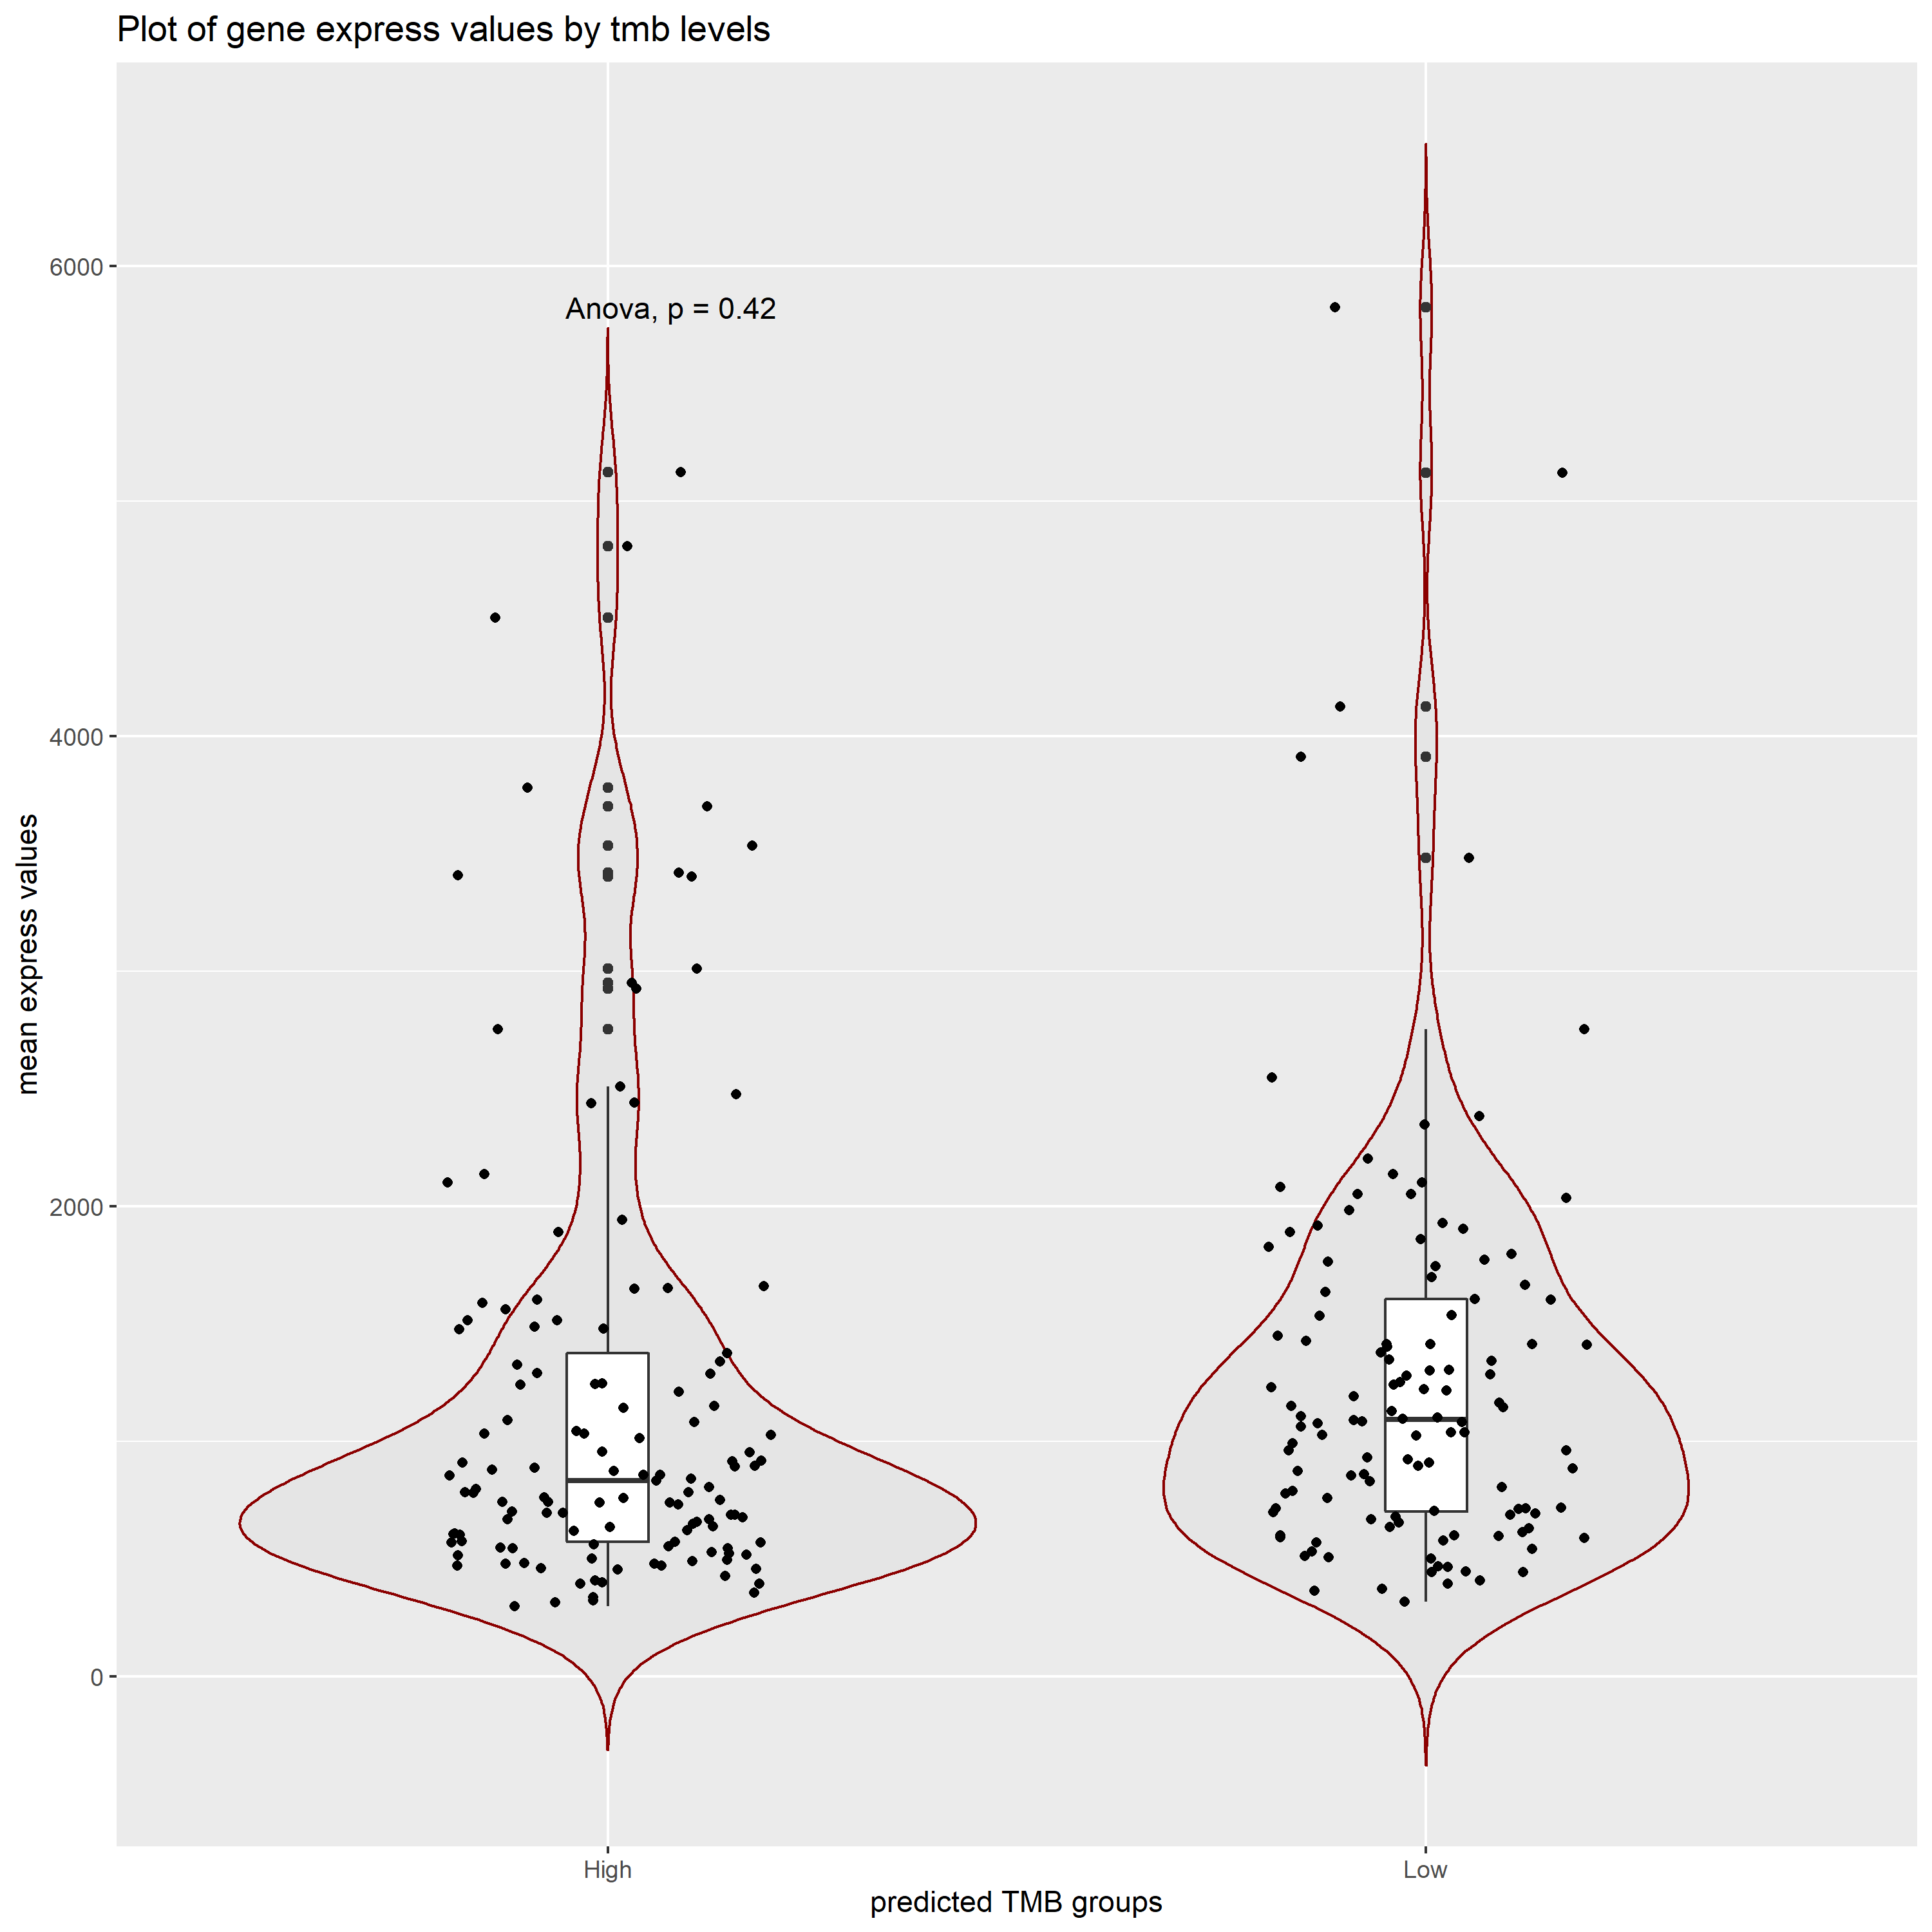 Plot of gene express values by tmb levels
6000
Anova, p = 0.42
4000
mean express values
2000
0
High
Low
predicted TMB groups